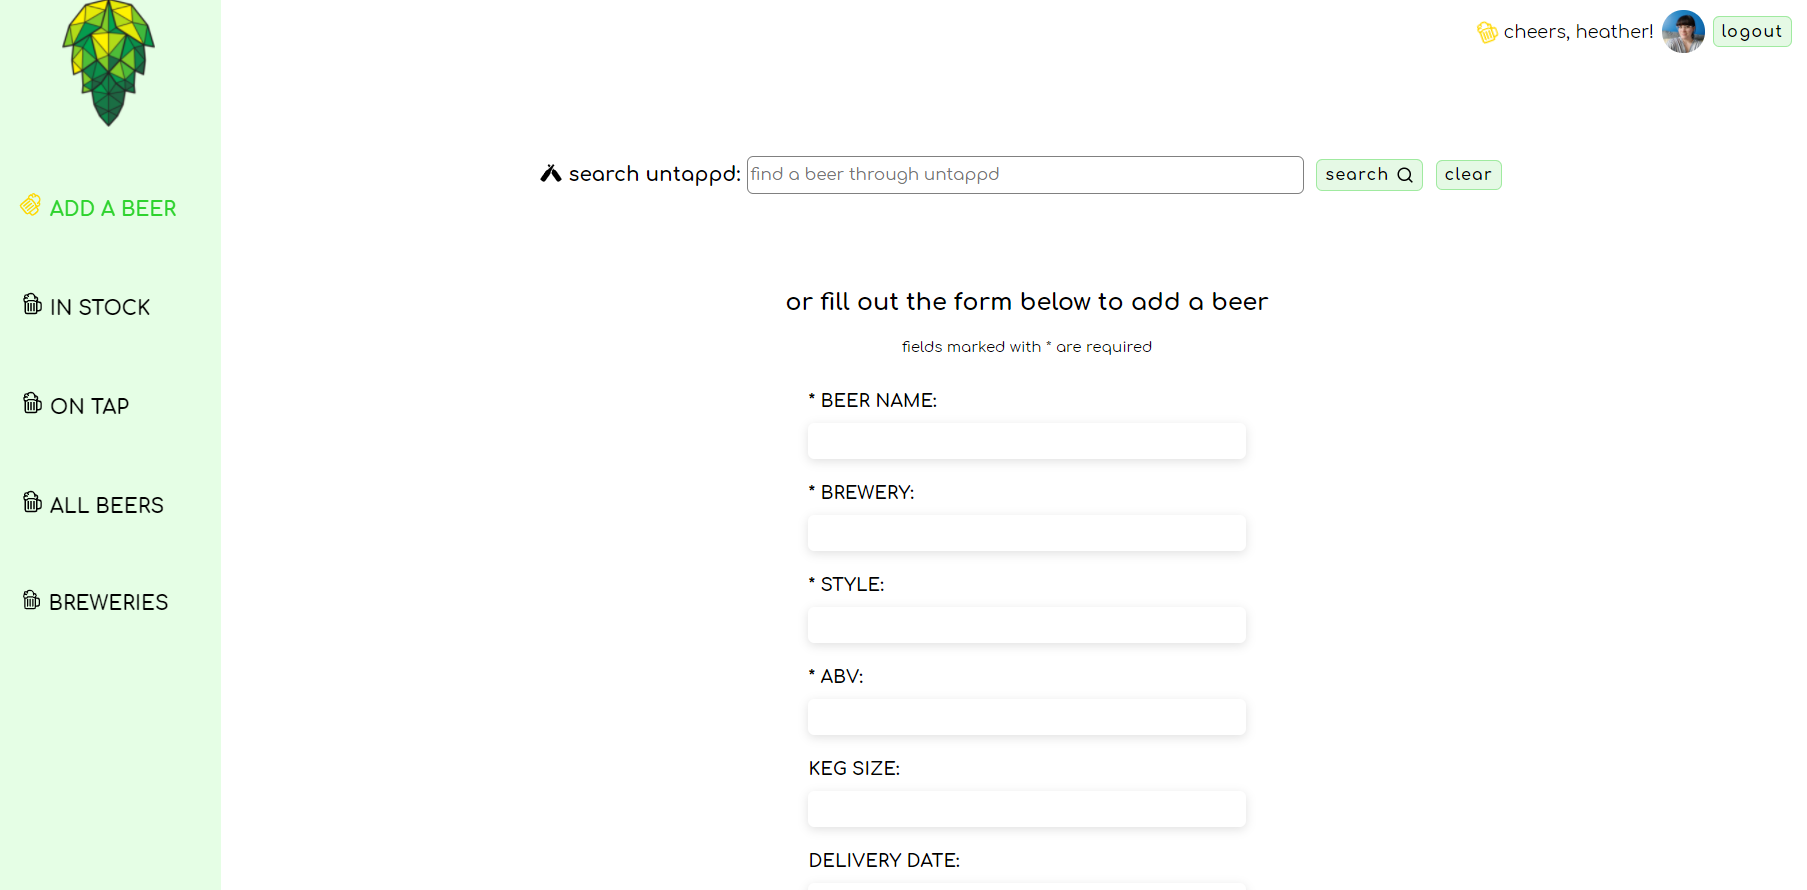 cheers, heather!
logout
search untappd:
find a beer through untappd
search
clear
ADD A BEER
IN STOCK
ON TAP
ALL BEERS
BREWERIES
or fill out the form below to add a beer
fields marked with * are required
* BEER NAME:
* BREWERY:
* STYLE:
* ABV:
KEG SIZE:
DELIVERY DATE: